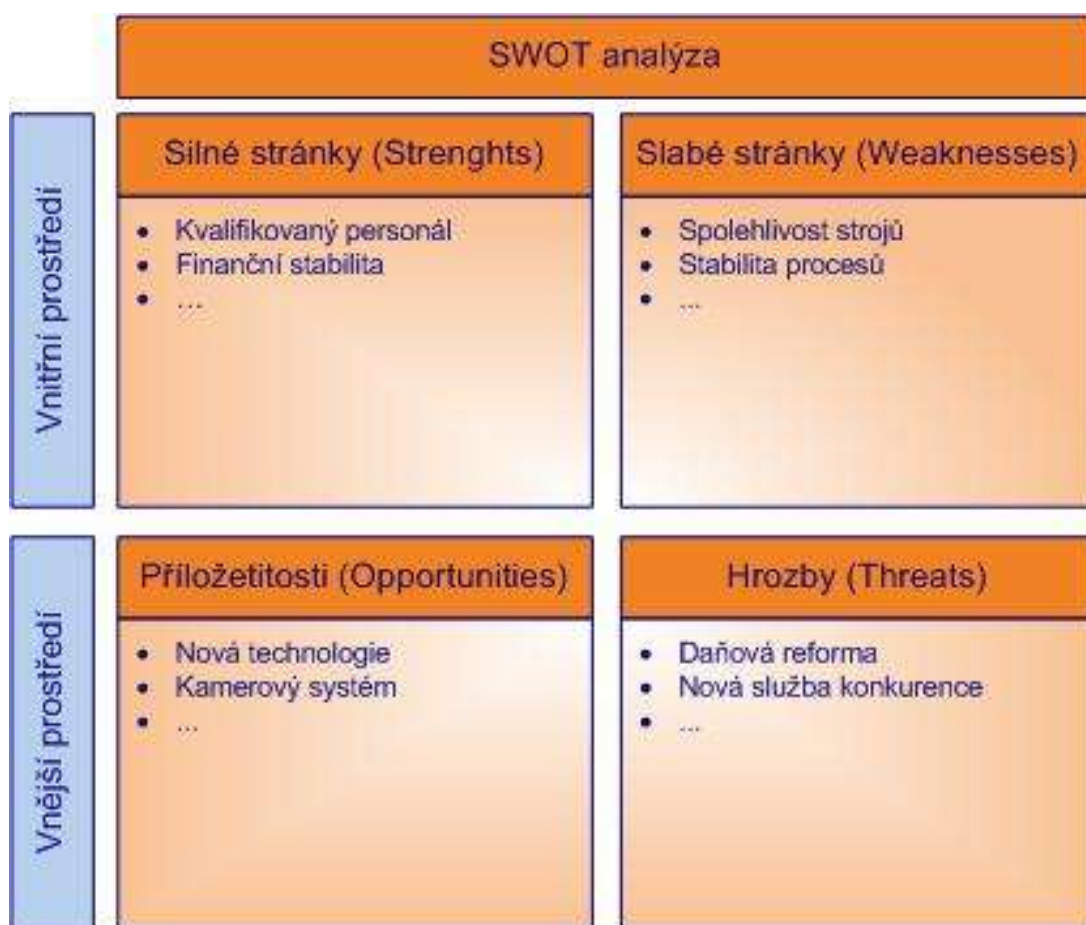 SWOT analýza
Vnitřní prostředí
Silné stránky (Strenghts)
• Kvalifikovaný personál
• Finanční stabilita
• ...
Slabé stránky (Weaknesses)
• Spolehlivost strojů
• Stabilita procesů
• ...
Vnější prostředí
Příložetitosti (Opportunities)
• Nová technologie
• Kamerový systém
• ...
Hrozby (Threats)
• Daňová reforma
• Nová služba konkurence
• ...